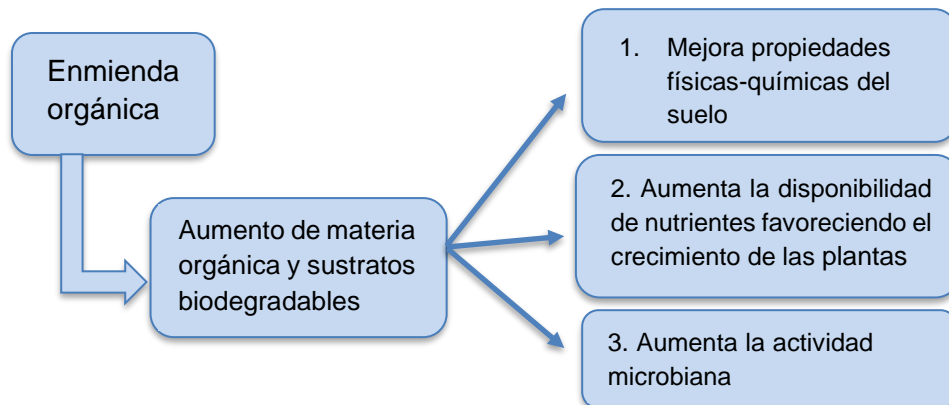 Enmienda
orgánica
Aumento de materia
orgánica y sustratos
biodegradables
1. Mejora propiedades
físicas-químicas del
suelo
2. Aumenta la disponibilidad
de nutrientes favoreciendo el
crecimiento de las plantas
3. Aumenta la actividad
microbiana